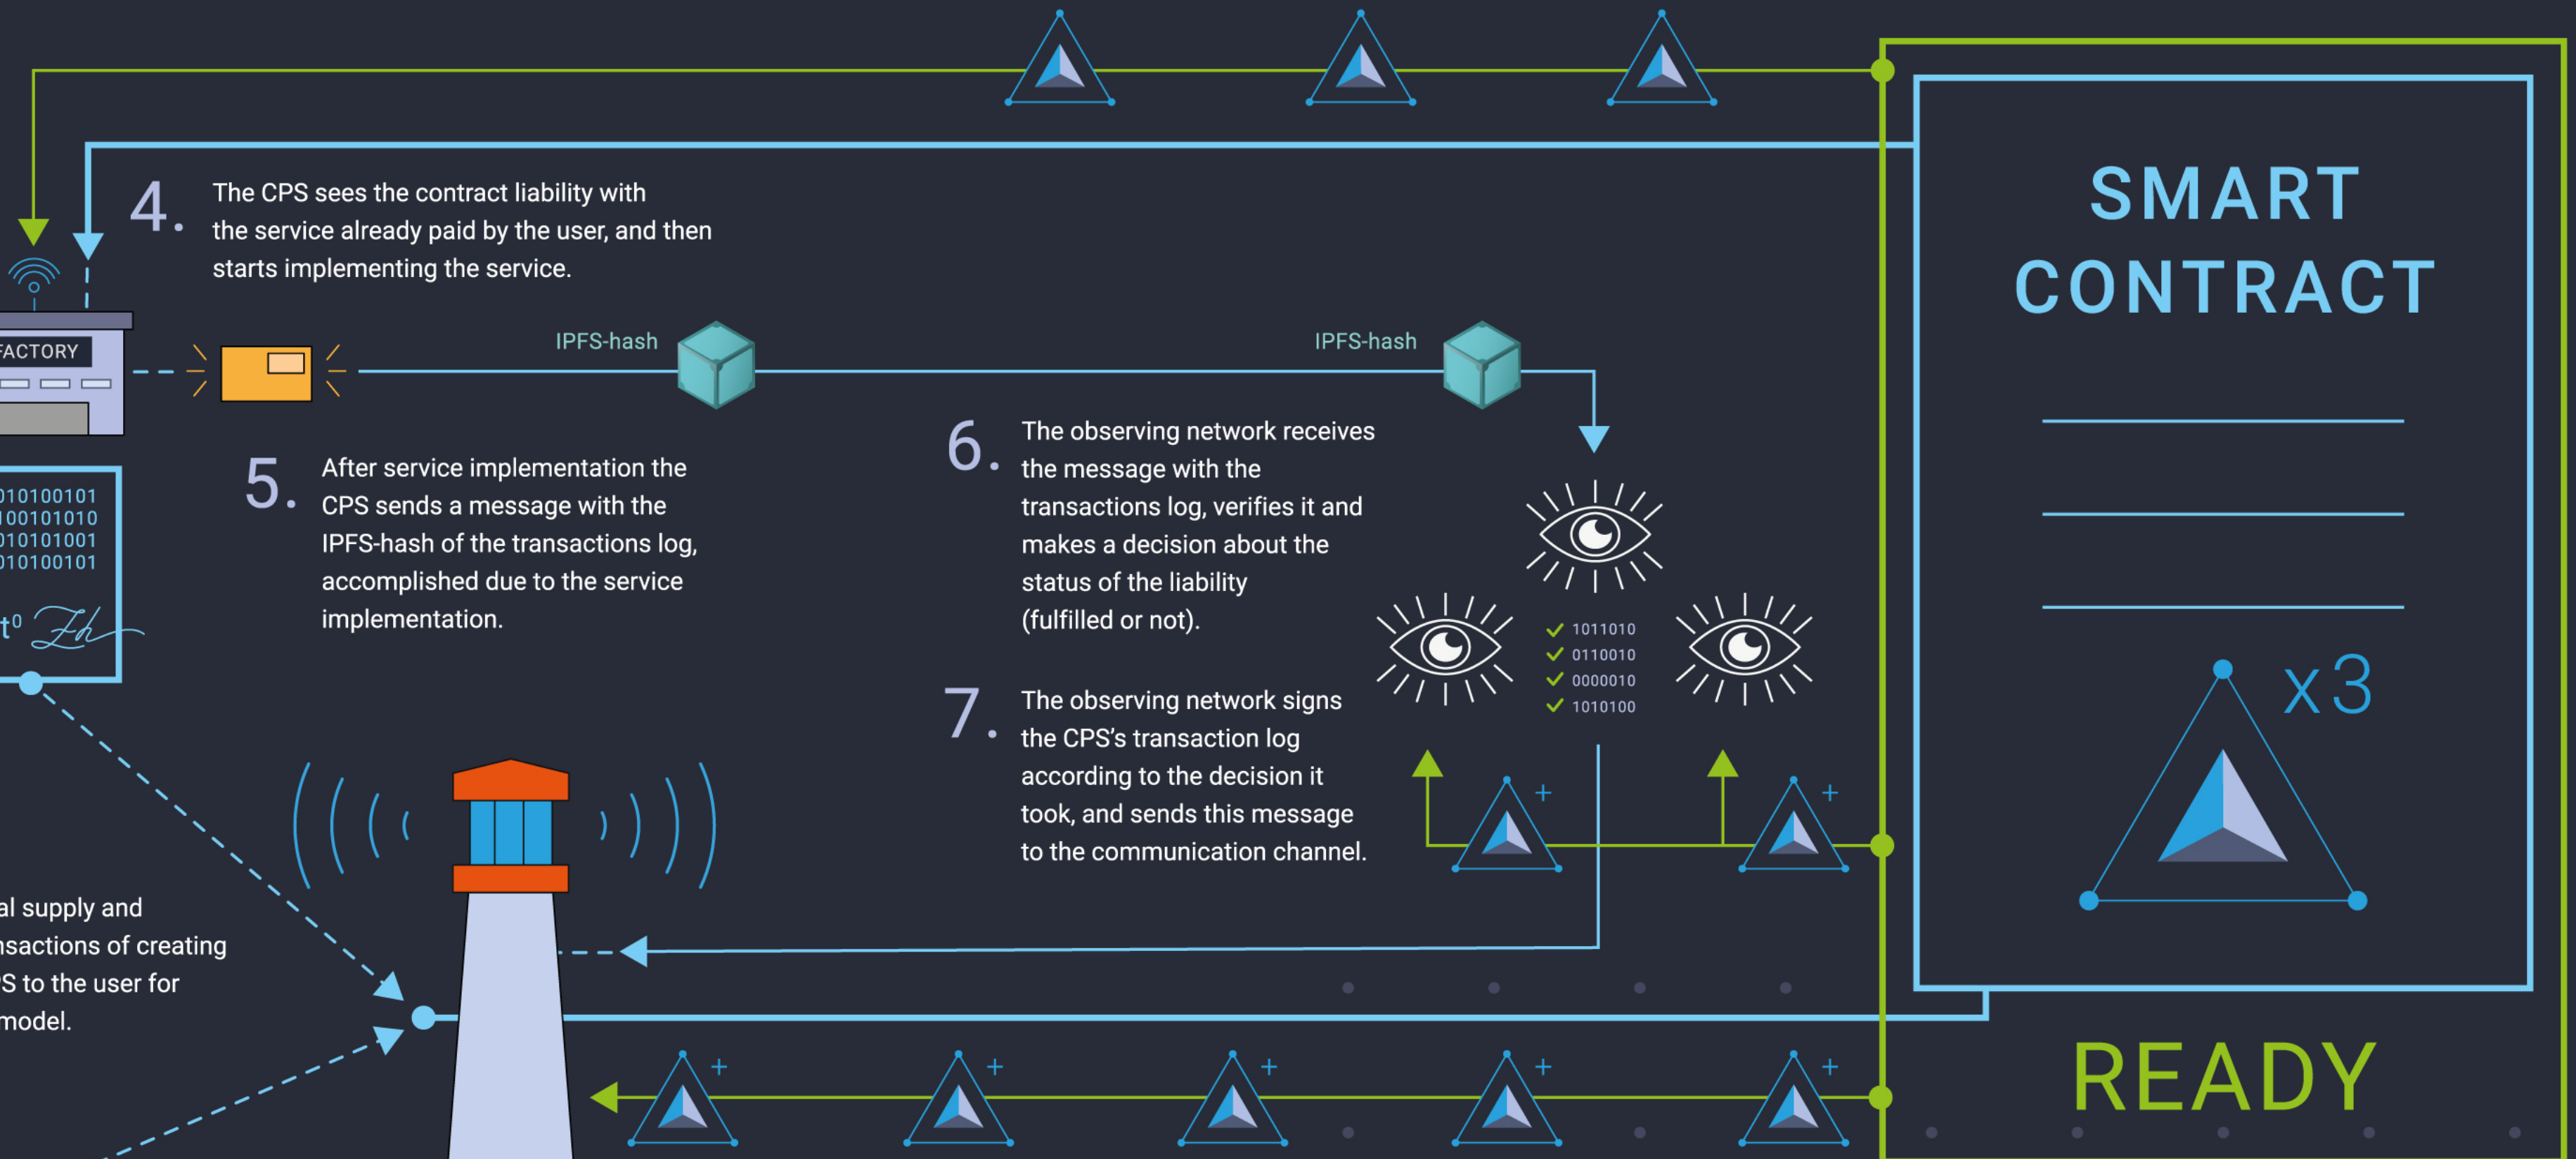 4.
The CPS sees the contract liability with
the service already paid by the user, and then
starts implementing the service.
SMART
CONTRACT
FACTORY
IPFS-hash
IPFS-hash
5.
After service implementation the
CPS sends a message with the
IPFS-hash of the transactions log,
accomplished due to the service
implementation.
6.
The observing network receives
the message with the
transactions log, verifies it and
makes a decision about the
status of the liability
(fulfilled or not).
010100101
100101010
010101001
010100101
t⁰
1011010
0110010
0000010
1010100
x3
7.
The observing network signs
the CPS’s transaction log
according to the decision it
took, and sends this message
to the communication channel.
supply and
of creating
to the user for
model.
READY